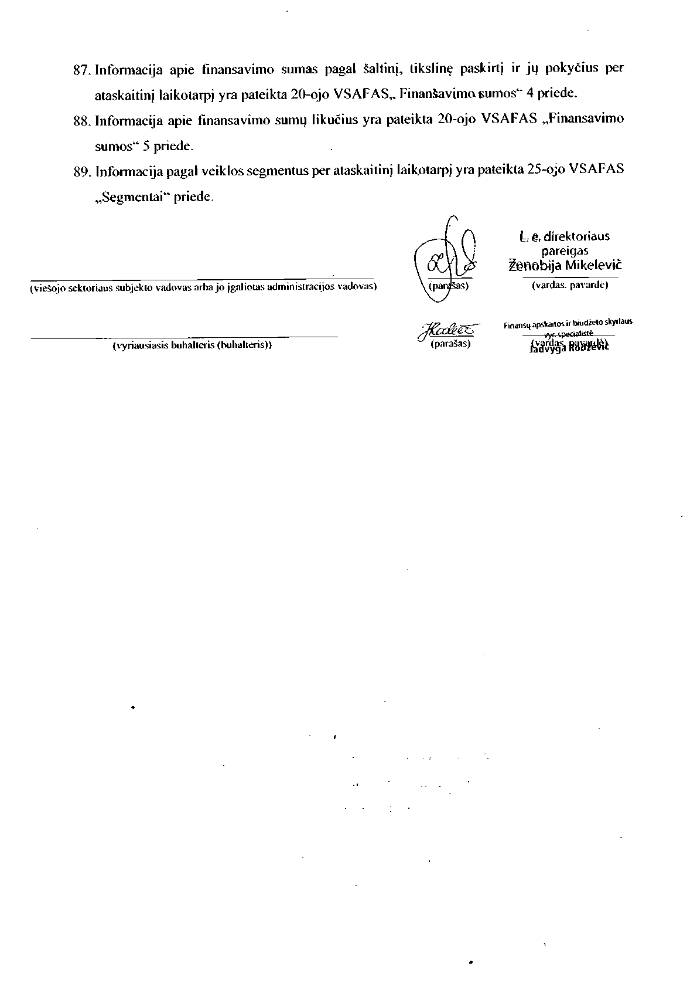 87. Informacija apie finansavimo sumas pagal šaltinį, tikslinę paskirtį ir jų pokyčius per
ataskaitinį laikotarpį yra pateikta 20-ojo VSAFAS„ Finansavimo sumos“ 4 priede.
88. Informacija apie finansavimo sumų likučius yra pateikta 20-ojo VSAFAS „Finansavimo
sumos“ 5 priede.
89. Informacija pagal veiklos segmentus per ataskaitinį laikotarpį yra pateikta 25-ojo VSAFAS
„Segmentai“ priede.
L. e. direktoriaus
pareigas
Ženobija Mikelevič
(viešojo sektoriaus subjekto vadovas arba jo įgaliotas administracijos vadovas) (parašas) (vardas, pavardė)
Finansų apskaitos ir biudžeto skyriaus
vyr. specialistė
(vyriausiasis buhalteris (buhalteris)) (parašas) (vardas, pavardė)
Jadvyga Radževič